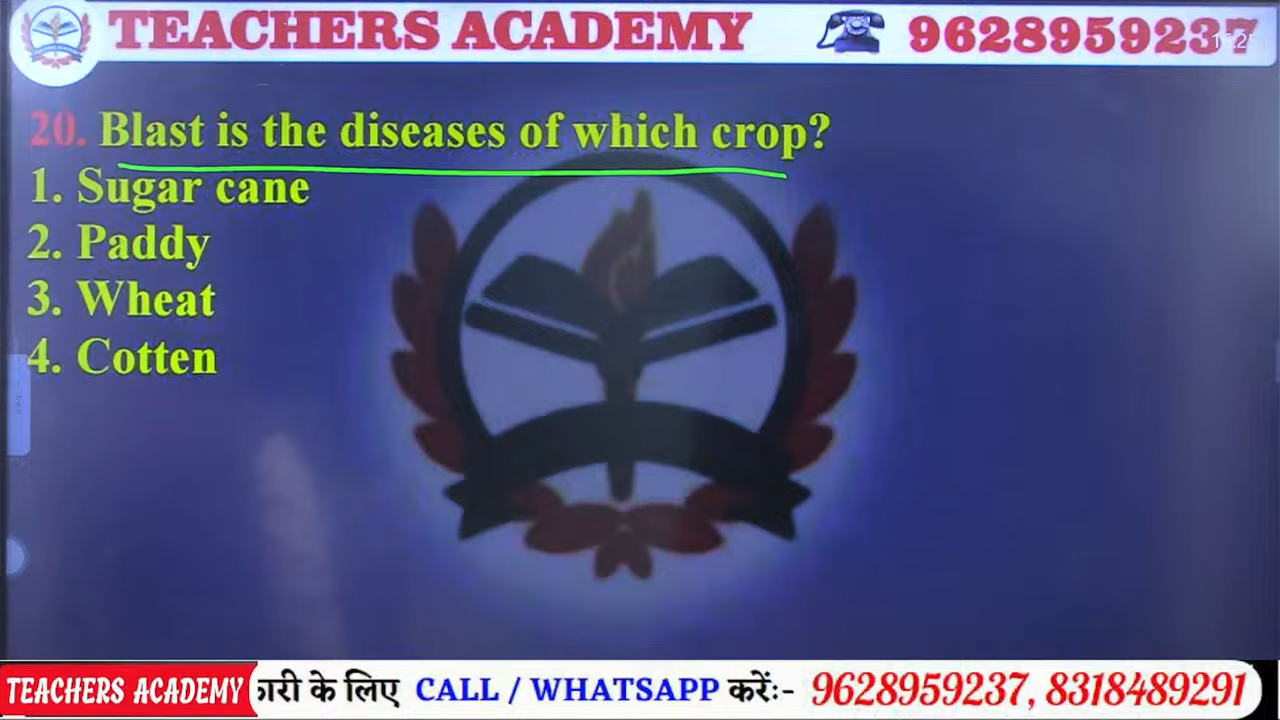 TEACHERS ACADEMY 9628959237
20. Blast is the diseases of which crop?
1. Sugar cane
2. Paddy
3. Wheat
4. Cotten
TEACHERS ACADEMY के लिए CALL / WHATSAPP करेंः- 9628959237, 8318489291